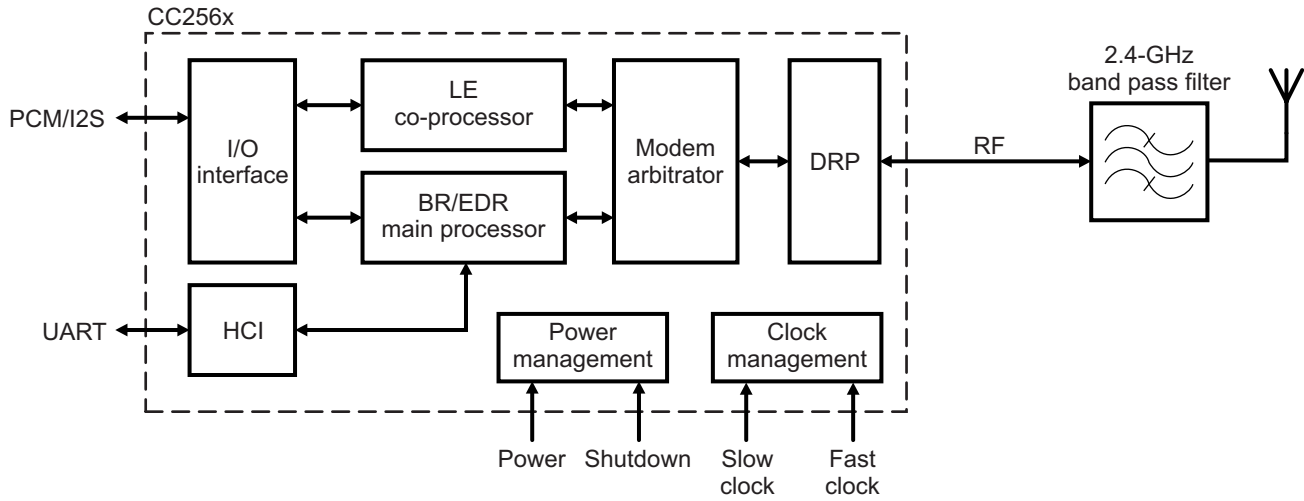 CC256x
2.4-GHz
band pass filter
PCM/I2S
I/O
interface
LE
co-processor
BR/EDR
main processor
Modem
arbitrator
DRP
RF
UART
HCI
Power
management
Clock
management
Power
Shutdown
Slow
clock
Fast
clock